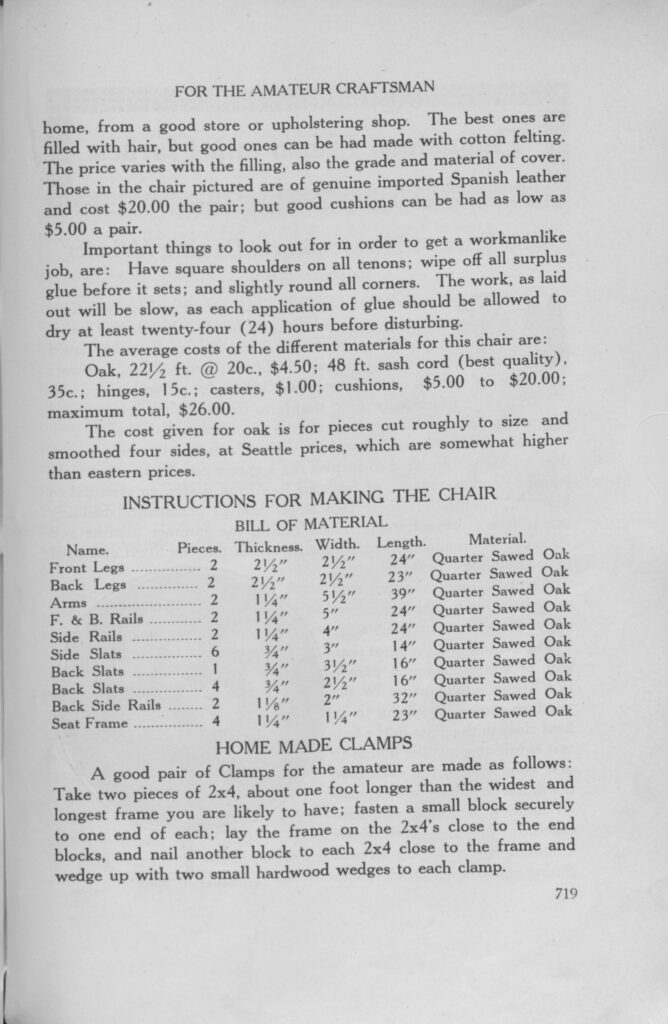 FOR THE AMATEUR CRAFTSMAN
home, from a good store or upholstering shop. The best ones are
filled with hair, but good ones can be had made with cotton felting.
The price varies with the filling, also the grade and material of cover.
Those in the chair pictured are of genuine imported Spanish leather
and cost $20.00 the pair; but good cushions can be had as low as
$5.00 a pair.
Important things to look out for in order to get a workmanlike
job, are: Have square shoulders on all tenons; wipe off all surplus
glue before it sets; and slightly round all corners. The work, as laid
out will be slow, as each application of glue should be allowed to
dry at least twenty-four (24) hours before disturbing.
The average costs of the different materials for this chair are:
Oak, 22½ ft. @ 20c., $4.50; 48 ft. sash cord (best quality),
35c.; hinges, 15c.; casters, $1.00; cushions, $5.00 to $20.00;
maximum total, $26.00.
The cost given for oak is for pieces cut roughly to size and
smoothed four sides, at Seattle prices, which are somewhat higher
than eastern prices.
INSTRUCTIONS FOR MAKING THE CHAIR
BILL OF MATERIAL
Name. Pieces. Thickness. Width. Length. Material.
Front Legs ................ 2 2½″ 2½″ 24″ Quarter Sawed Oak
Back Legs .............. 2 2½″ 2½″ 23″ Quarter Sawed Oak
Arms ........................ 2 1¼″ 5½″ 39″ Quarter Sawed Oak
F. & B. Rails ............ 2 1¼″ 5″ 24″ Quarter Sawed Oak
Side Rails ................ 2 1¼″ 4″ 24″ Quarter Sawed Oak
Side Slats ................ 6 ¾″ 3″ 14″ Quarter Sawed Oak
Back Slats ................ 1 ¾″ 3½″ 16″ Quarter Sawed Oak
Back Slats ................ 4 ¾″ 2½″ 16″ Quarter Sawed Oak
Back Side Rails ........ 2 1⅛″ 2″ 32″ Quarter Sawed Oak
Seat Frame ................ 4 1¼″ 1¼″ 23″ Quarter Sawed Oak
HOME MADE CLAMPS
A good pair of Clamps for the amateur are made as follows:
Take two pieces of 2x4, about one foot longer than the widest and
longest frame you are likely to have; fasten a small block securely
to one end of each; lay the frame on the 2x4's close to the end
blocks, and nail another block to each 2x4 close to the frame and
wedge up with two small hardwood wedges to each clamp.
719